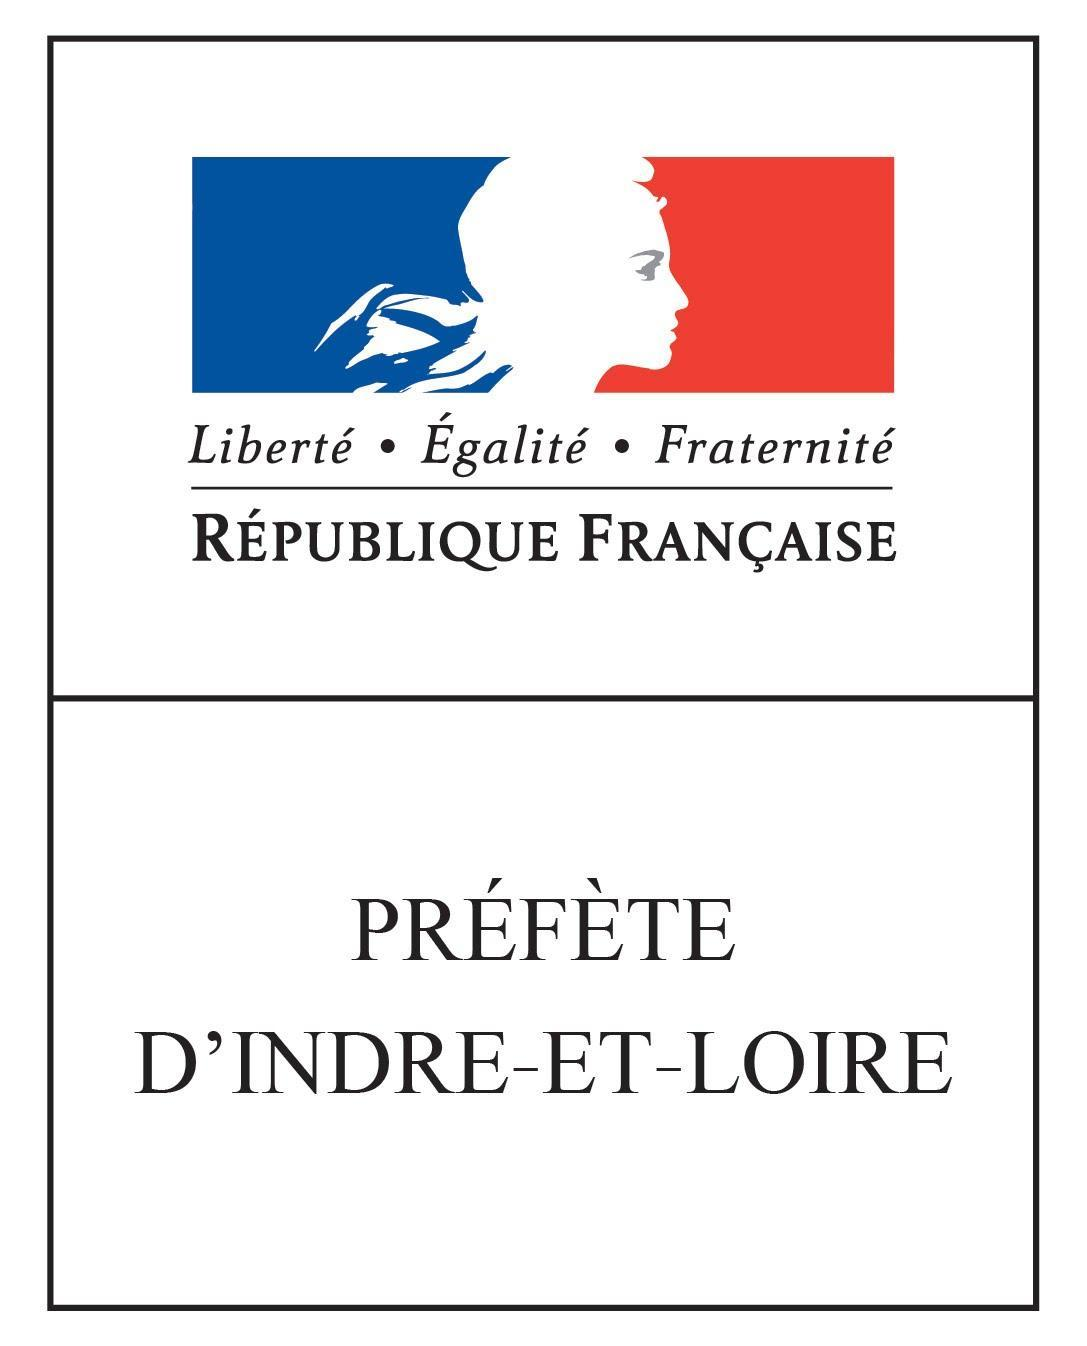 Liberté • Égalité • Fraternité
RÉPUBLIQUE FRANÇAISE
PRÉFÈTE
D’INDRE-ET-LOIRE